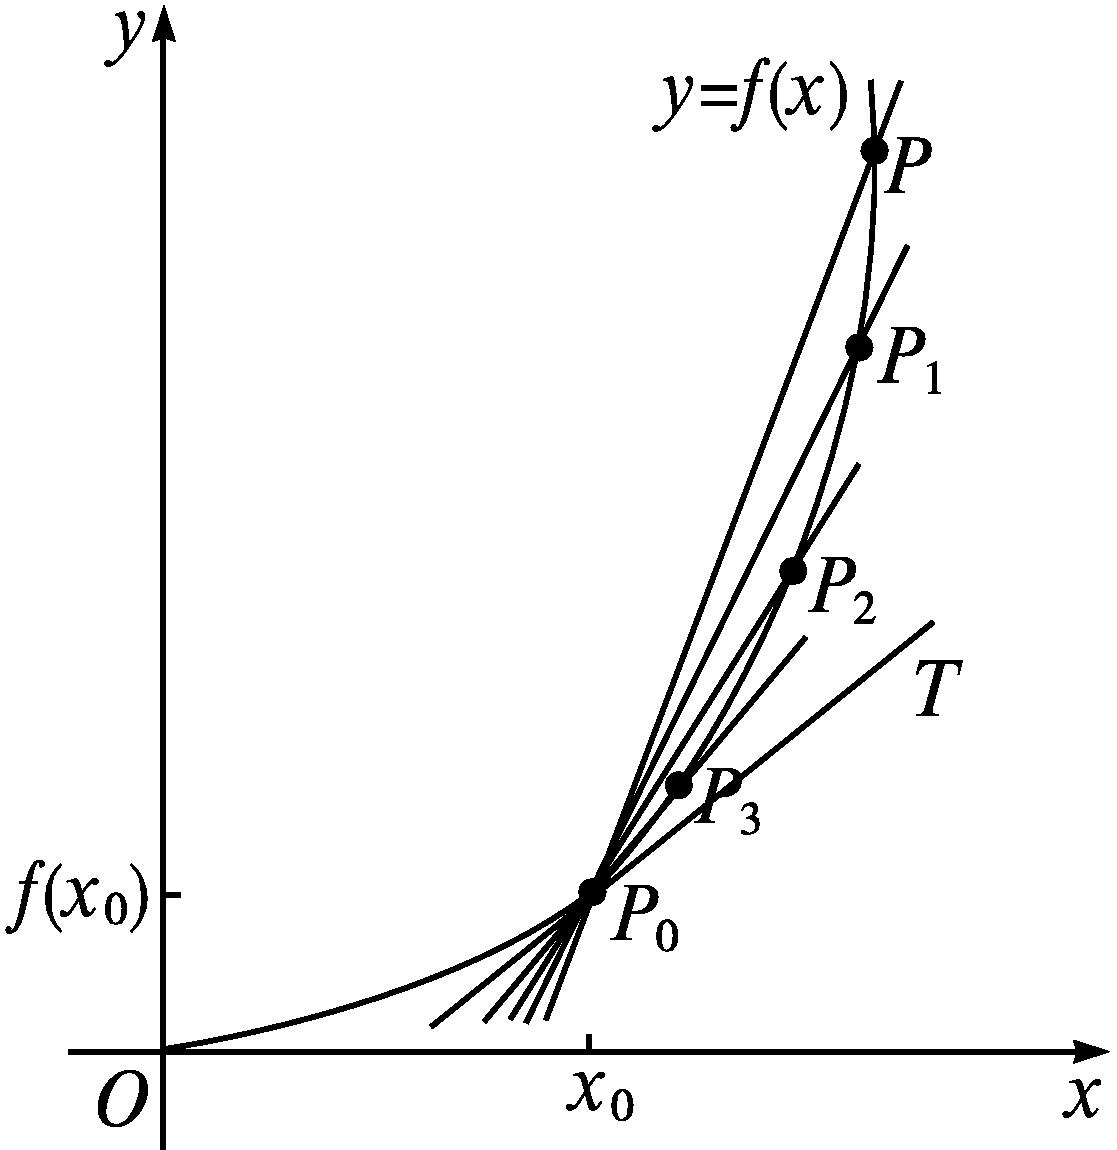 y
y=f(x)
P
P₁
P₂
T
P₃
f(x₀)
P₀
O
x₀
x